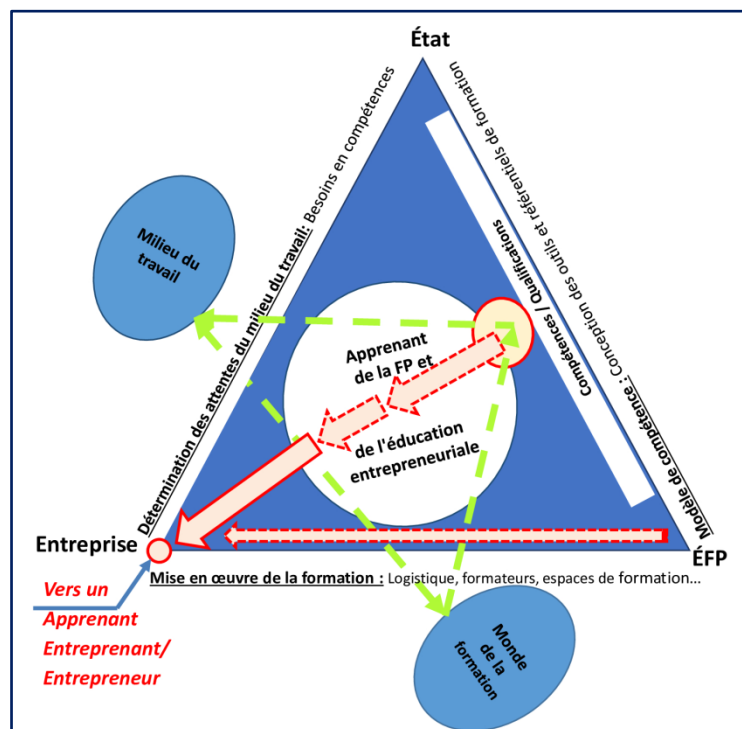 État
Détermination des attentes du milieu du travail: Besoins en compétences
Modèle de compétence : Conception des outils et référentiels de formation
Compétences / Qualifications
Milieu du
travail
Apprenant
de la FP et
de l'éducation
entrepreneuriale
Entreprise
ÉFP
Mise en œuvre de la formation : Logistique, formateurs, espaces de formation...
Vers un
Apprenant
Entreprenant/
Entrepreneur
Monde
de la
formation